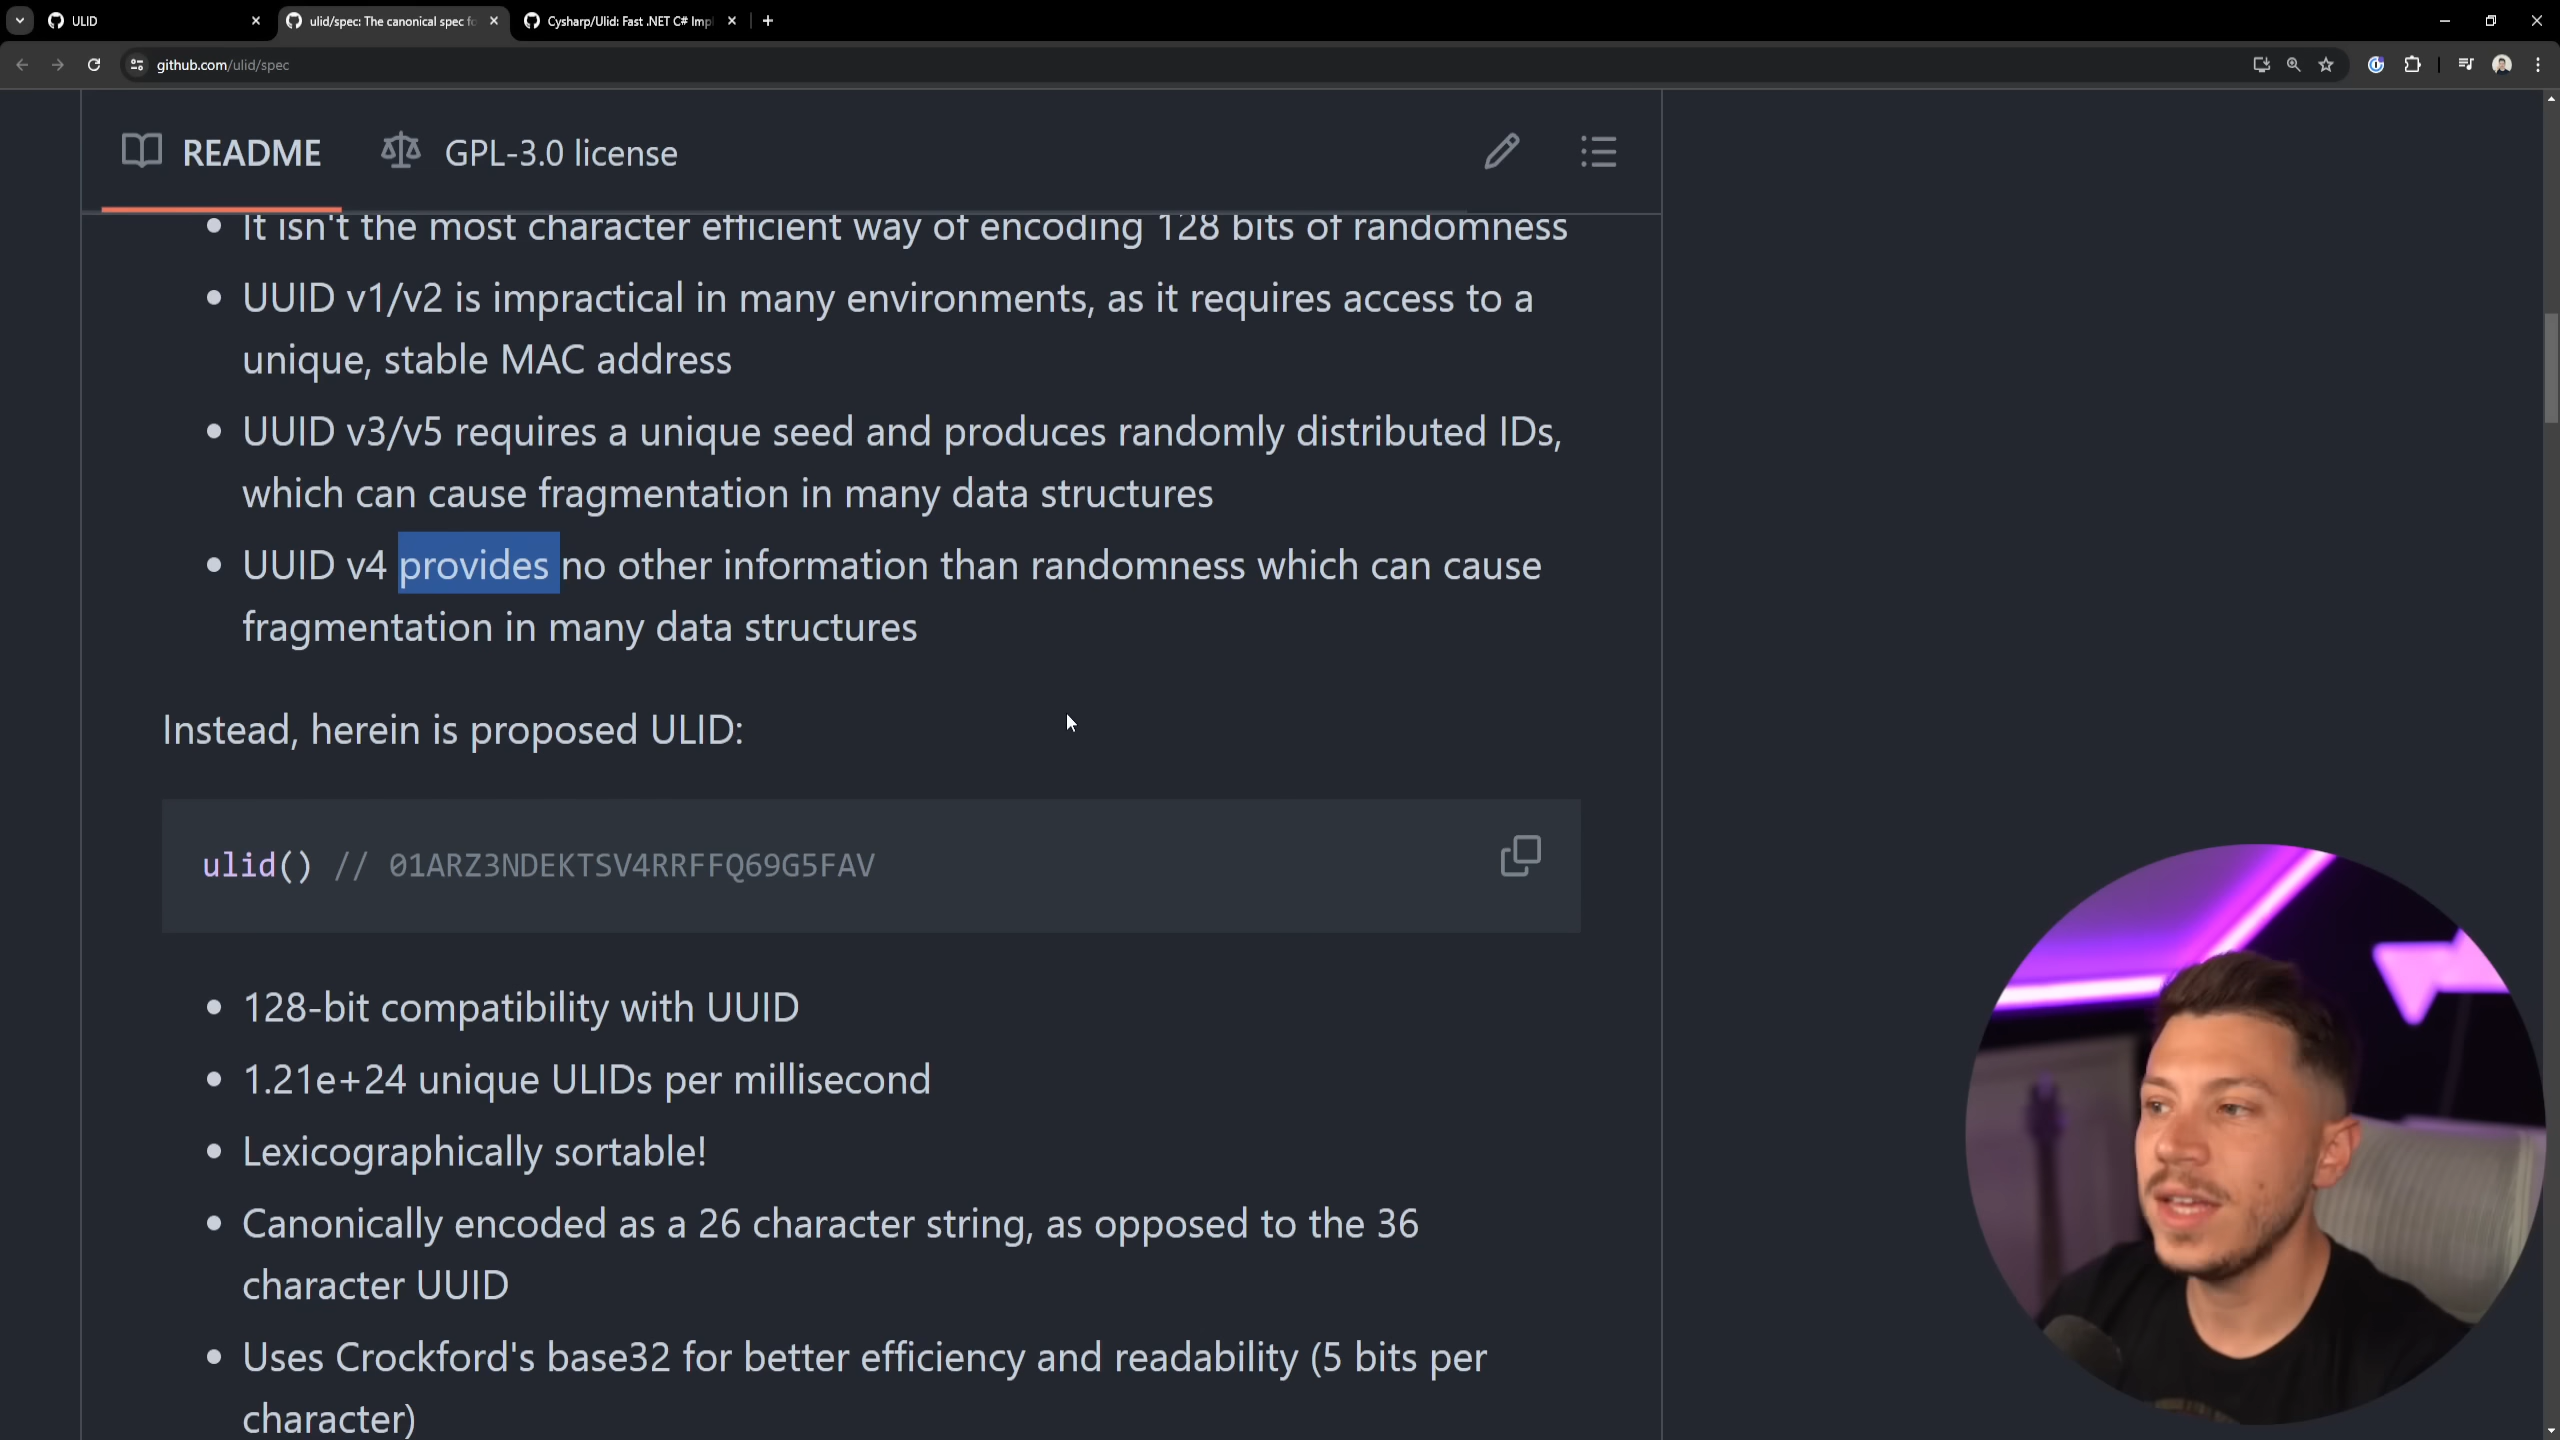 ULID
ulid/spec: The canonical spec fo
Cysharp/Ulid: Fast .NET C# Impl
github.com/ulid/spec
README
GPL-3.0 license
It isn't the most character efficient way of encoding 128 bits of randomness
UUID v1/v2 is impractical in many environments, as it requires access to a
unique, stable MAC address
UUID v3/v5 requires a unique seed and produces randomly distributed IDs,
which can cause fragmentation in many data structures
UUID v4 provides no other information than randomness which can cause
fragmentation in many data structures
Instead, herein is proposed ULID:
ulid() // 01ARZ3NDEKTSV4RRFFQ69G5FAV
128-bit compatibility with UUID
1.21e+24 unique ULIDs per millisecond
Lexicographically sortable!
Canonically encoded as a 26 character string, as opposed to the 36
character UUID
Uses Crockford's base32 for better efficiency and readability (5 bits per
character)